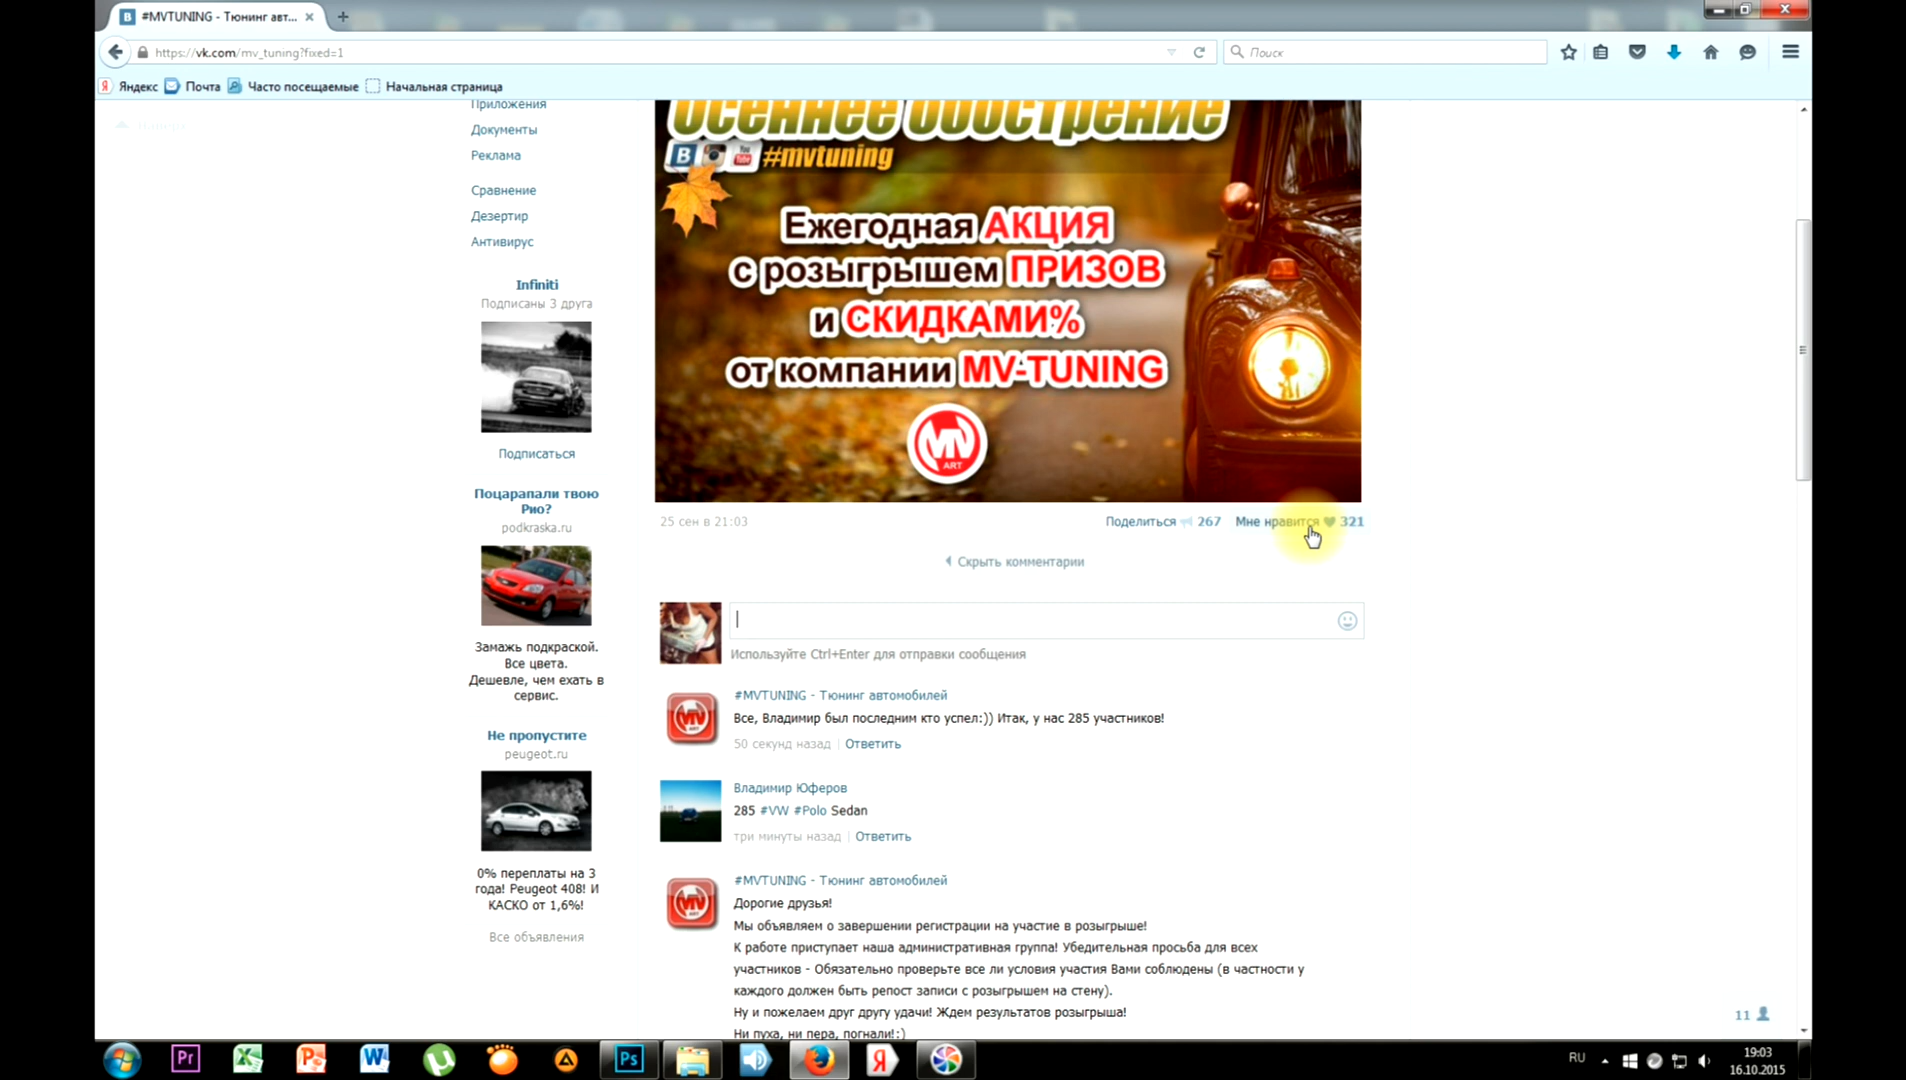 #MVTUNING - Тюнинг авт...
https://vk.com/mv_tuning?fixed=1
Поиск
Яндекс
Почта
Часто посещаемые
Начальная страница
Наверх
Приложения
Документы
Реклама
Сравнение
Дезертир
Антивирус
Infiniti
Подписаны 3 друга
Подписаться
Поцарапали твою
Рио?
podkraska.ru
Замажь подкраской.
Все цвета.
Дешевле, чем ехать в
сервис.
Не пропустите
peugeot.ru
0% переплаты на 3
года! Peugeot 408! И
КАСКО от 1,6%!
Все объявления
Осеннее обострение
You Tube
#mvtuning
Ежегодная АКЦИЯ
с розыгрышем ПРИЗОВ
и СКИДКАМИ%
от компании MV-TUNING
MV
ART
25 сен в 21:03
Поделиться 267
Мне нравится 321
Скрыть комментарии
Используйте Ctrl+Enter для отправки сообщения
#MVTUNING - Тюнинг автомобилей
Все, Владимир был последним кто успел:)) Итак, у нас 285 участников!
50 секунд назад | Ответить
Владимир Юферов
285 #VW #Polo Sedan
три минуты назад | Ответить
#MVTUNING - Тюнинг автомобилей
Дорогие друзья!
Мы объявляем о завершении регистрации на участие в розыгрыше!
К работе приступает наша административная группа! Убедительная просьба для всех
участников - Обязательно проверьте все ли условия участия Вами соблюдены (в частности у
каждого должен быть репост записи с розыгрышем на стену).
Ну и пожелаем друг другу удачи! Ждем результатов розыгрыша!
Ни пуха, ни пера, погнали!:)
11
Pr
Ps
Я
RU
19:03
16.10.2015